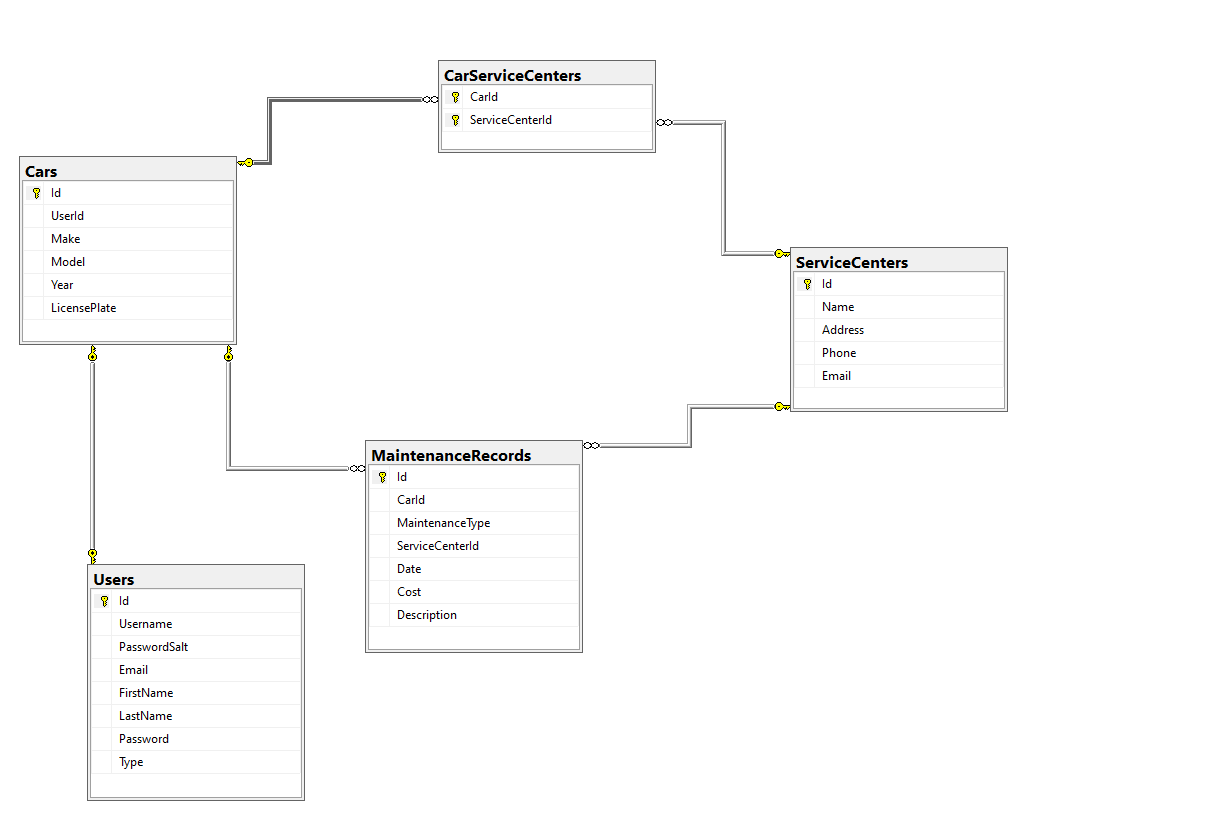 CarServiceCenters
CarId
ServiceCenterId
Cars
Id
UserId
Make
Model
Year
LicensePlate
ServiceCenters
Id
Name
Address
Phone
Email
MaintenanceRecords
Id
CarId
MaintenanceType
ServiceCenterId
Date
Cost
Description
Users
Id
Username
PasswordSalt
Email
FirstName
LastName
Password
Type